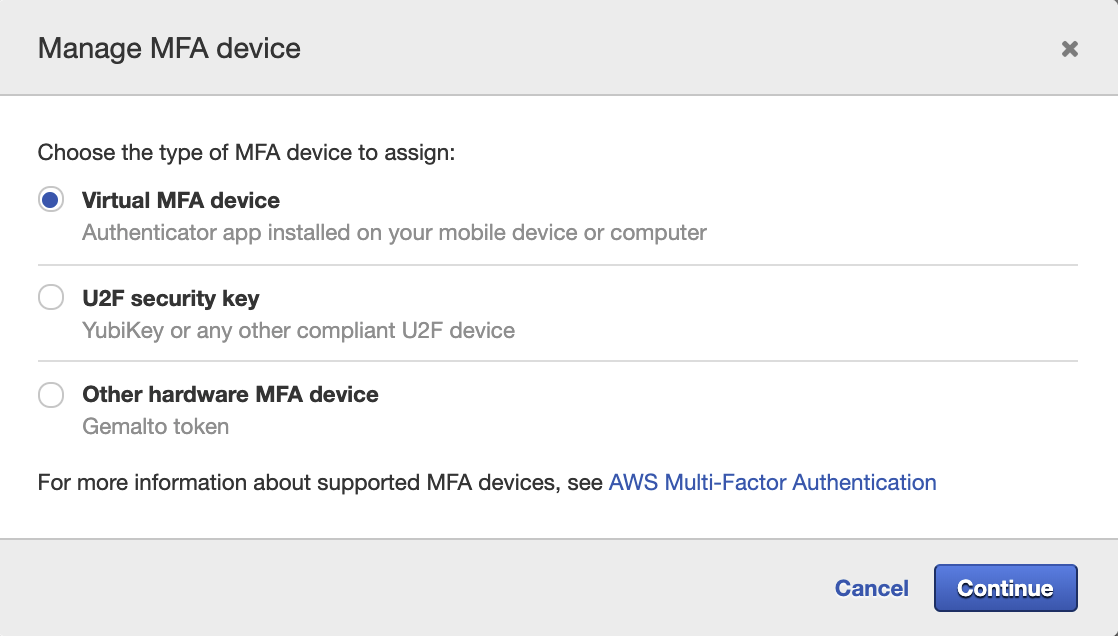 Manage MFA device
Choose the type of MFA device to assign:
Virtual MFA device
Authenticator app installed on your mobile device or computer
U2F security key
YubiKey or any other compliant U2F device
Other hardware MFA device
Gemalto token
For more information about supported MFA devices, see AWS Multi-Factor Authentication
Cancel Continue